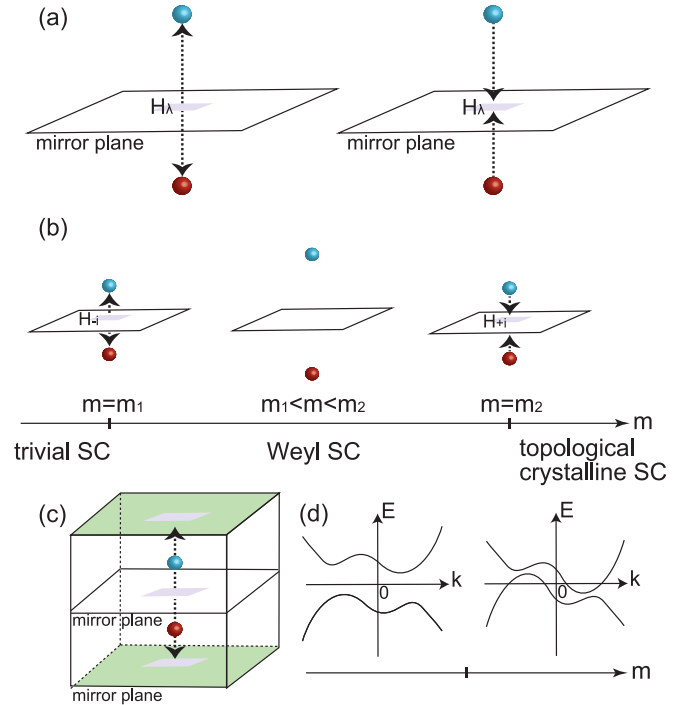 (a)
Hλ
mirror plane
Hλ
mirror plane
(b)
H-i
H+i
m=m1
m1<m<m2
m=m2
m
trivial SC
Weyl SC
topological
crystalline SC
(c)
mirror plane
mirror plane
(d)
E
k
0
E
k
0
m